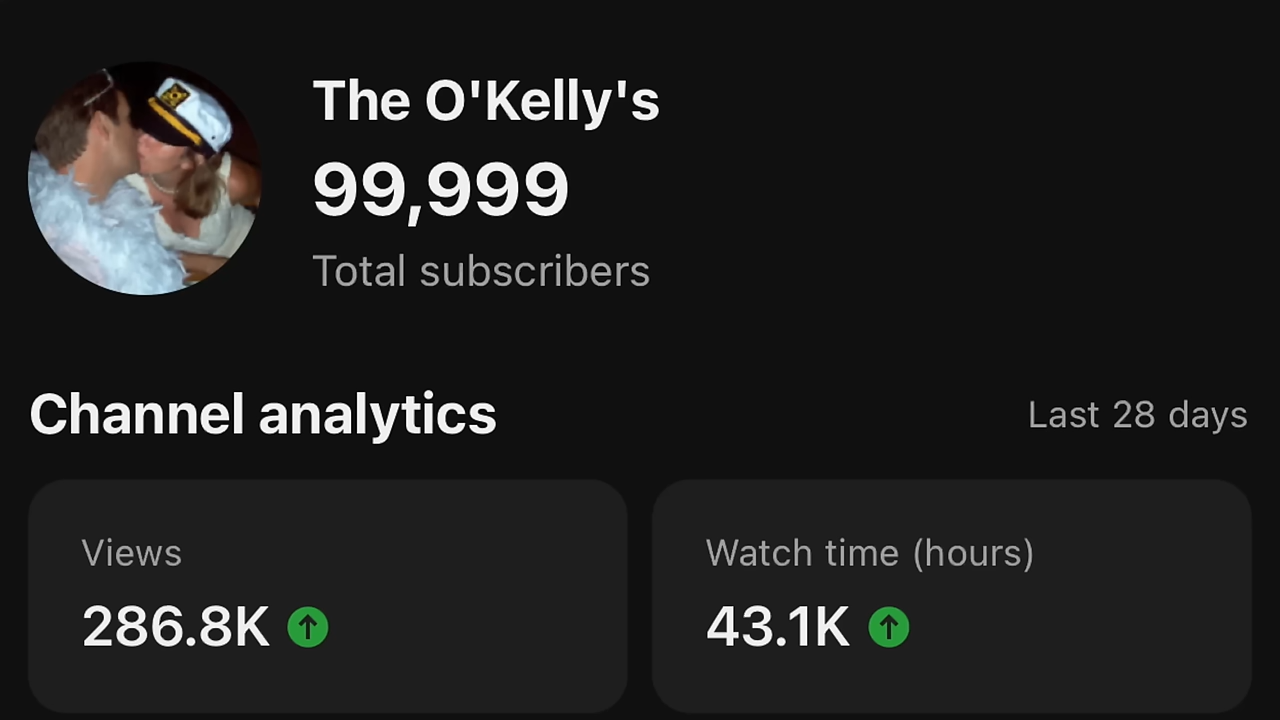 The O'Kelly's
99,999
Total subscribers
Channel analytics
Last 28 days
Views
Watch time (hours)
286.8K
43.1K